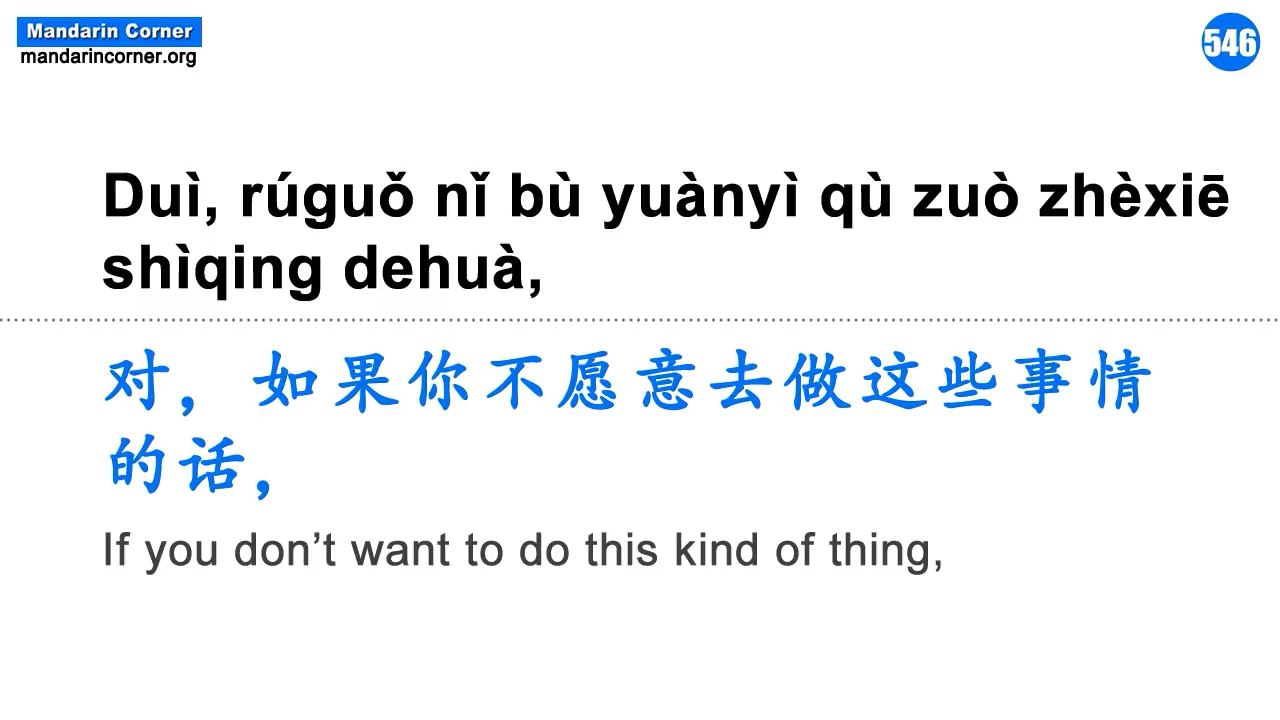 Mandarin Corner
mandarincorner.org
546
Duì, rúguǒ nǐ bù yuànyì qù zuò zhèxiē
shìqing dehuà,
对，如果你不愿意去做这些事情
的话，
If you don’t want to do this kind of thing,